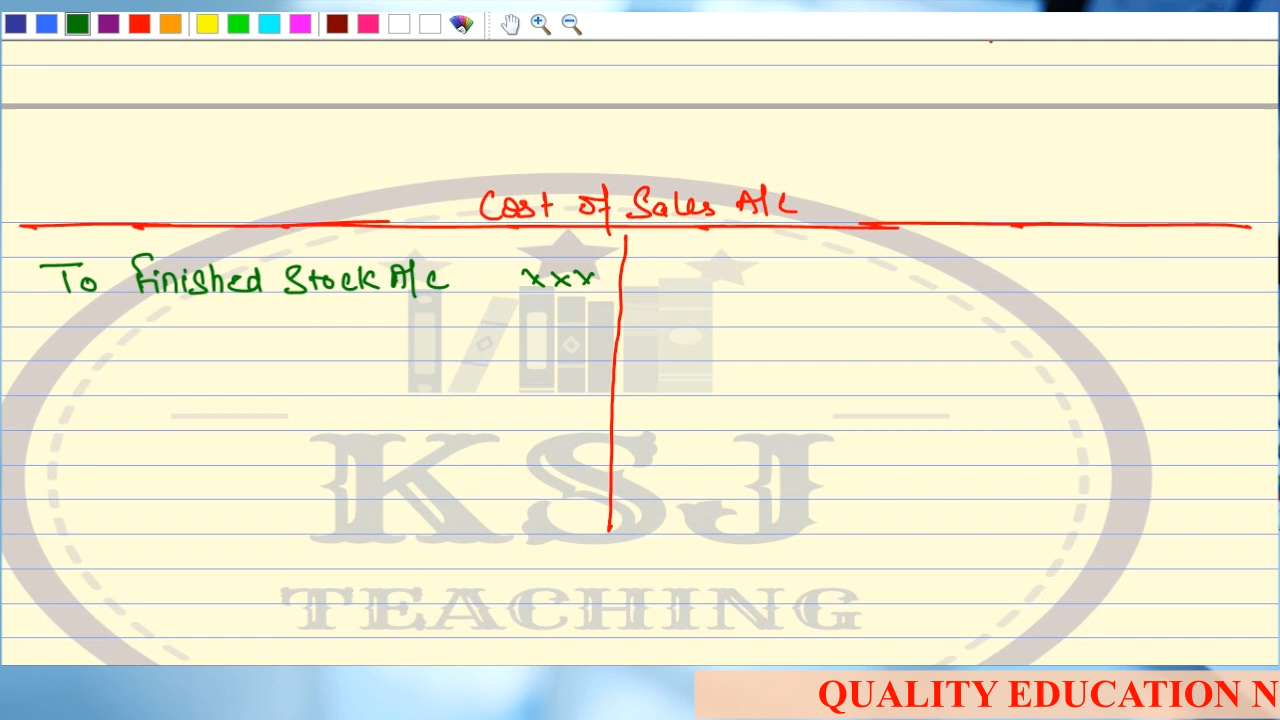 Cost of Sales A/c
To Finished Stock A/c xxx
KSJ
TEACHING
QUALITY EDUCATION N